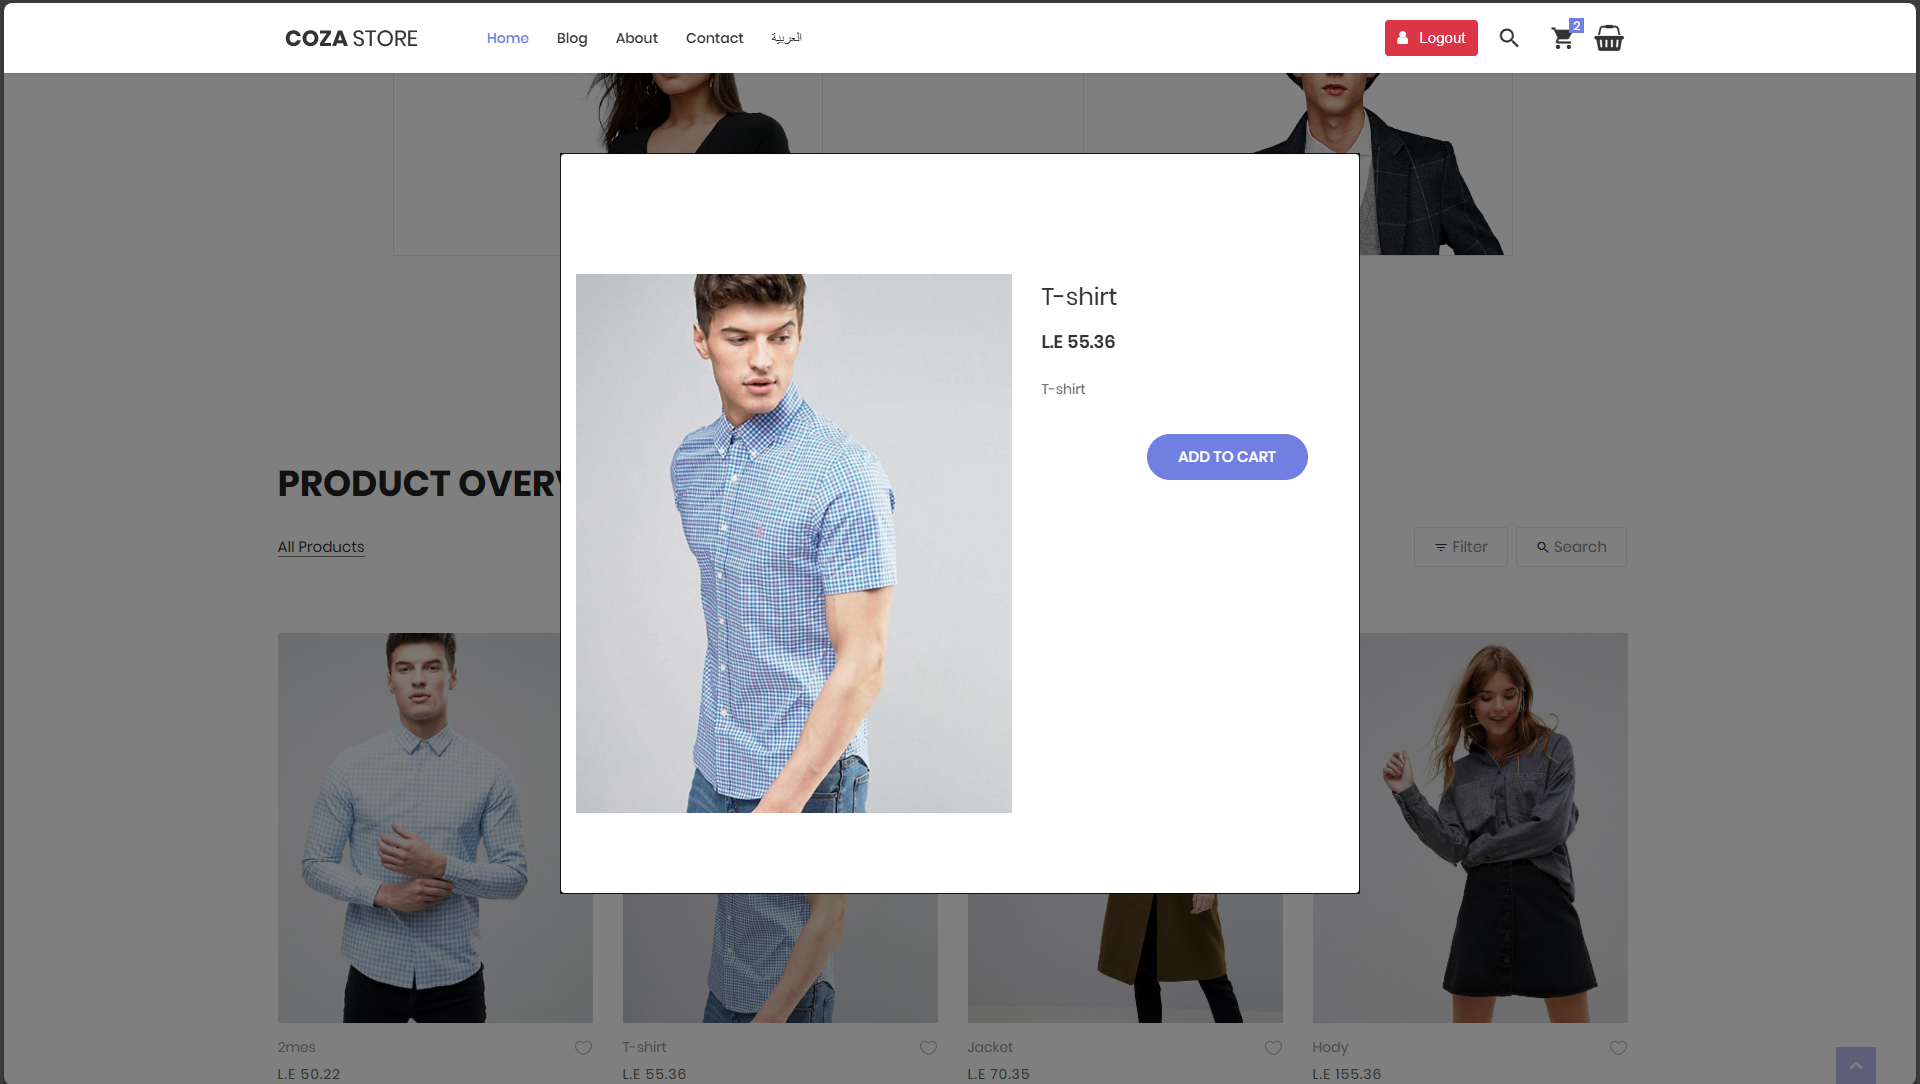 COZA STORE
Home
Blog
About
Contact
العربية
Logout
2
T-shirt
L.E 55.36
T-shirt
ADD TO CART
PRODUCT OVERV
All Products
Filter
Search
2mes
L.E 50.22
T-shirt
L.E 55.36
Jacket
L.E 70.35
Hody
L.E 155.36